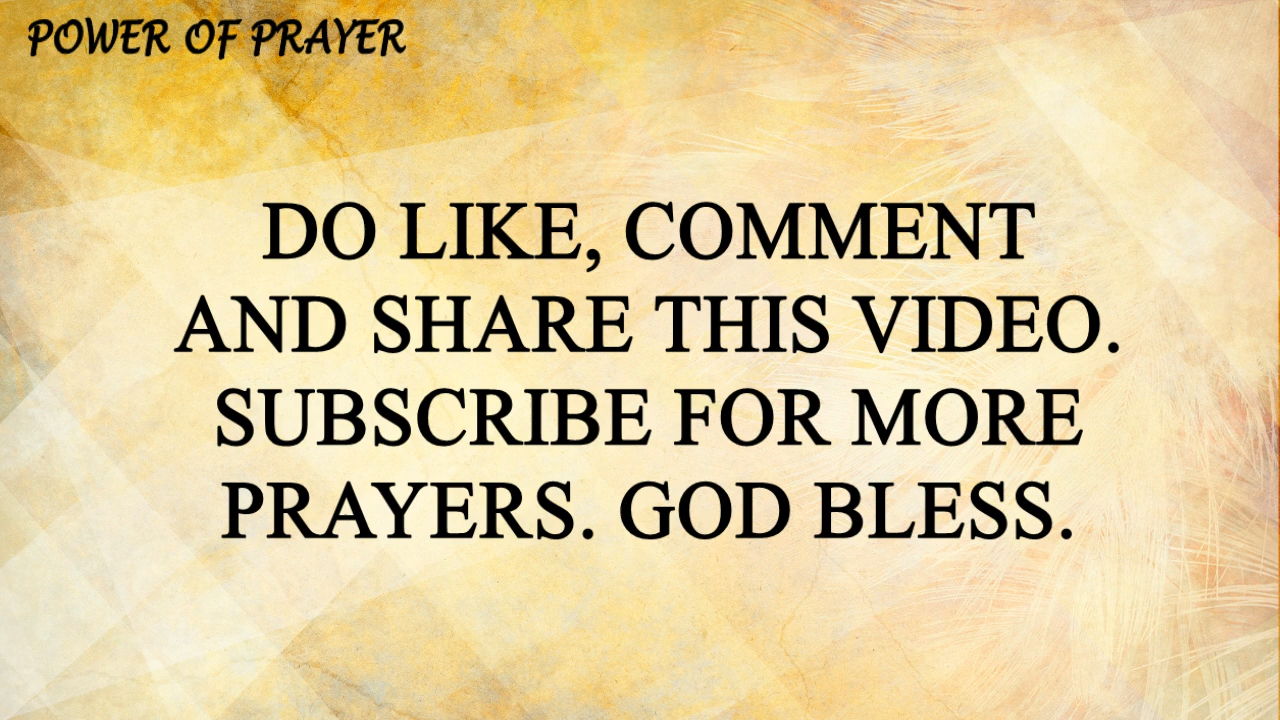 POWER OF PRAYER
DO LIKE, COMMENT
AND SHARE THIS VIDEO.
SUBSCRIBE FOR MORE
PRAYERS. GOD BLESS.